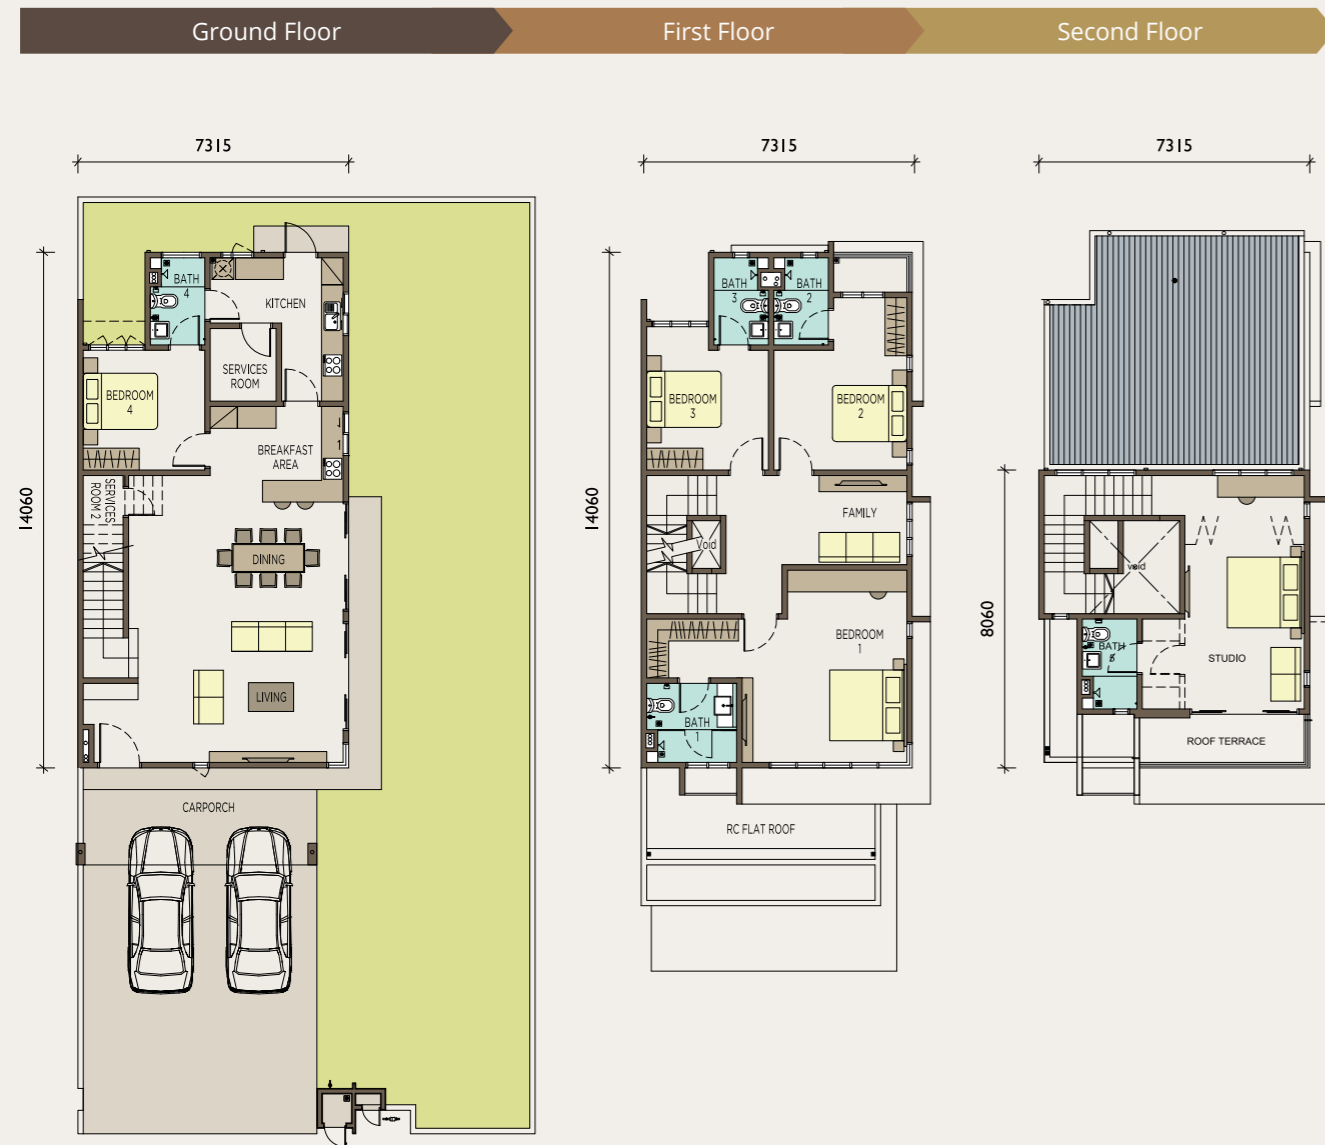 Ground Floor
First Floor
Second Floor
7315
14060
BATH
4
KITCHEN
SERVICES
ROOM
BEDROOM
4
BREAKFAST
AREA
SERVICES
ROOM 2
DINING
LIVING
CARPORCH
7315
14060
BATH
3
BATH
2
BEDROOM
3
BEDROOM
2
FAMILY
Void
BEDROOM
1
BATH
1
RC FLAT ROOF
7315
8060
void
BATH
5
STUDIO
ROOF TERRACE